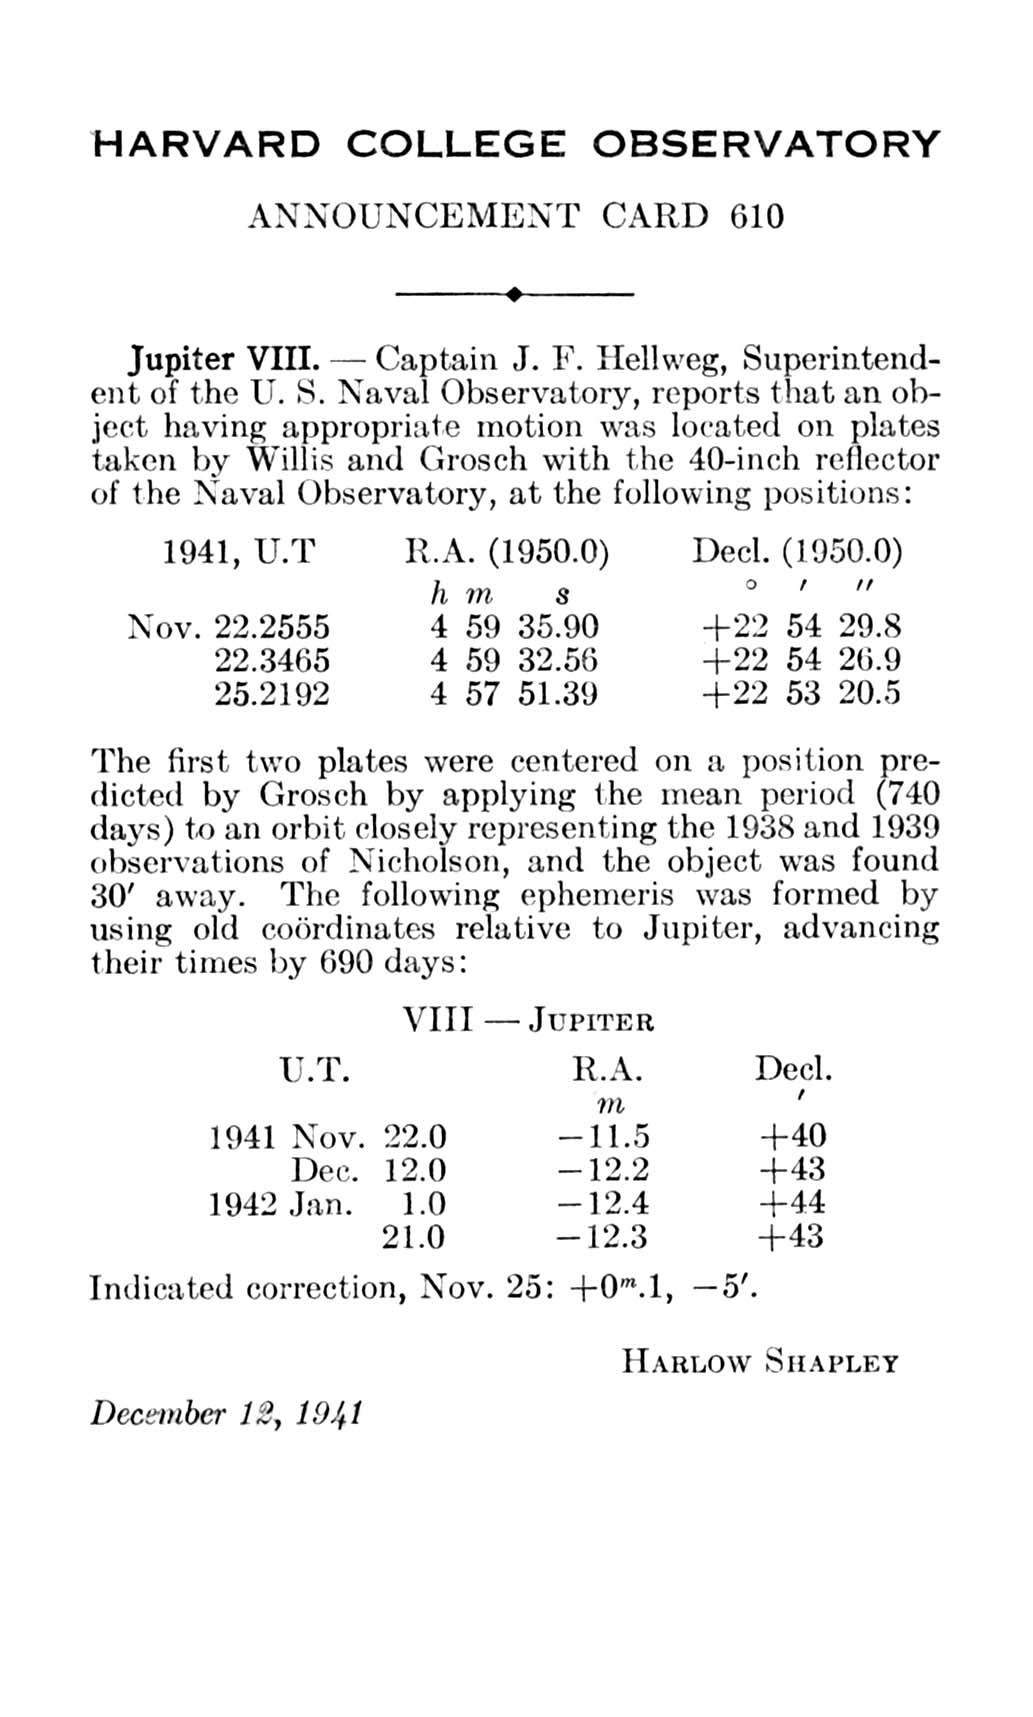 HARVARD COLLEGE OBSERVATORY
ANNOUNCEMENT CARD 610
Jupiter VIII. — Captain J. F. Hellweg, Superintend-
ent of the U. S. Naval Observatory, reports that an ob-
ject having appropriate motion was located on plates
taken by Willis and Grosch with the 40-inch reflector
of the Naval Observatory, at the following positions:
1941, U.T R.A. (1950.0) Decl. (1950.0)
h m s ° ′ ″
Nov. 22.2555 4 59 35.90 +22 54 29.8
22.3465 4 59 32.56 +22 54 26.9
25.2192 4 57 51.39 +22 53 20.5
The first two plates were centered on a position pre-
dicted by Grosch by applying the mean period (740
days) to an orbit closely representing the 1938 and 1939
observations of Nicholson, and the object was found
30′ away. The following ephemeris was formed by
using old coördinates relative to Jupiter, advancing
their times by 690 days:
VIII — JUPITER
U.T. R.A. Decl.
m ′
1941 Nov. 22.0 −11.5 +40
Dec. 12.0 −12.2 +43
1942 Jan. 1.0 −12.4 +44
21.0 −12.3 +43
Indicated correction, Nov. 25: +0ᵐ.1, −5′.
HARLOW SHAPLEY
December 12, 1941